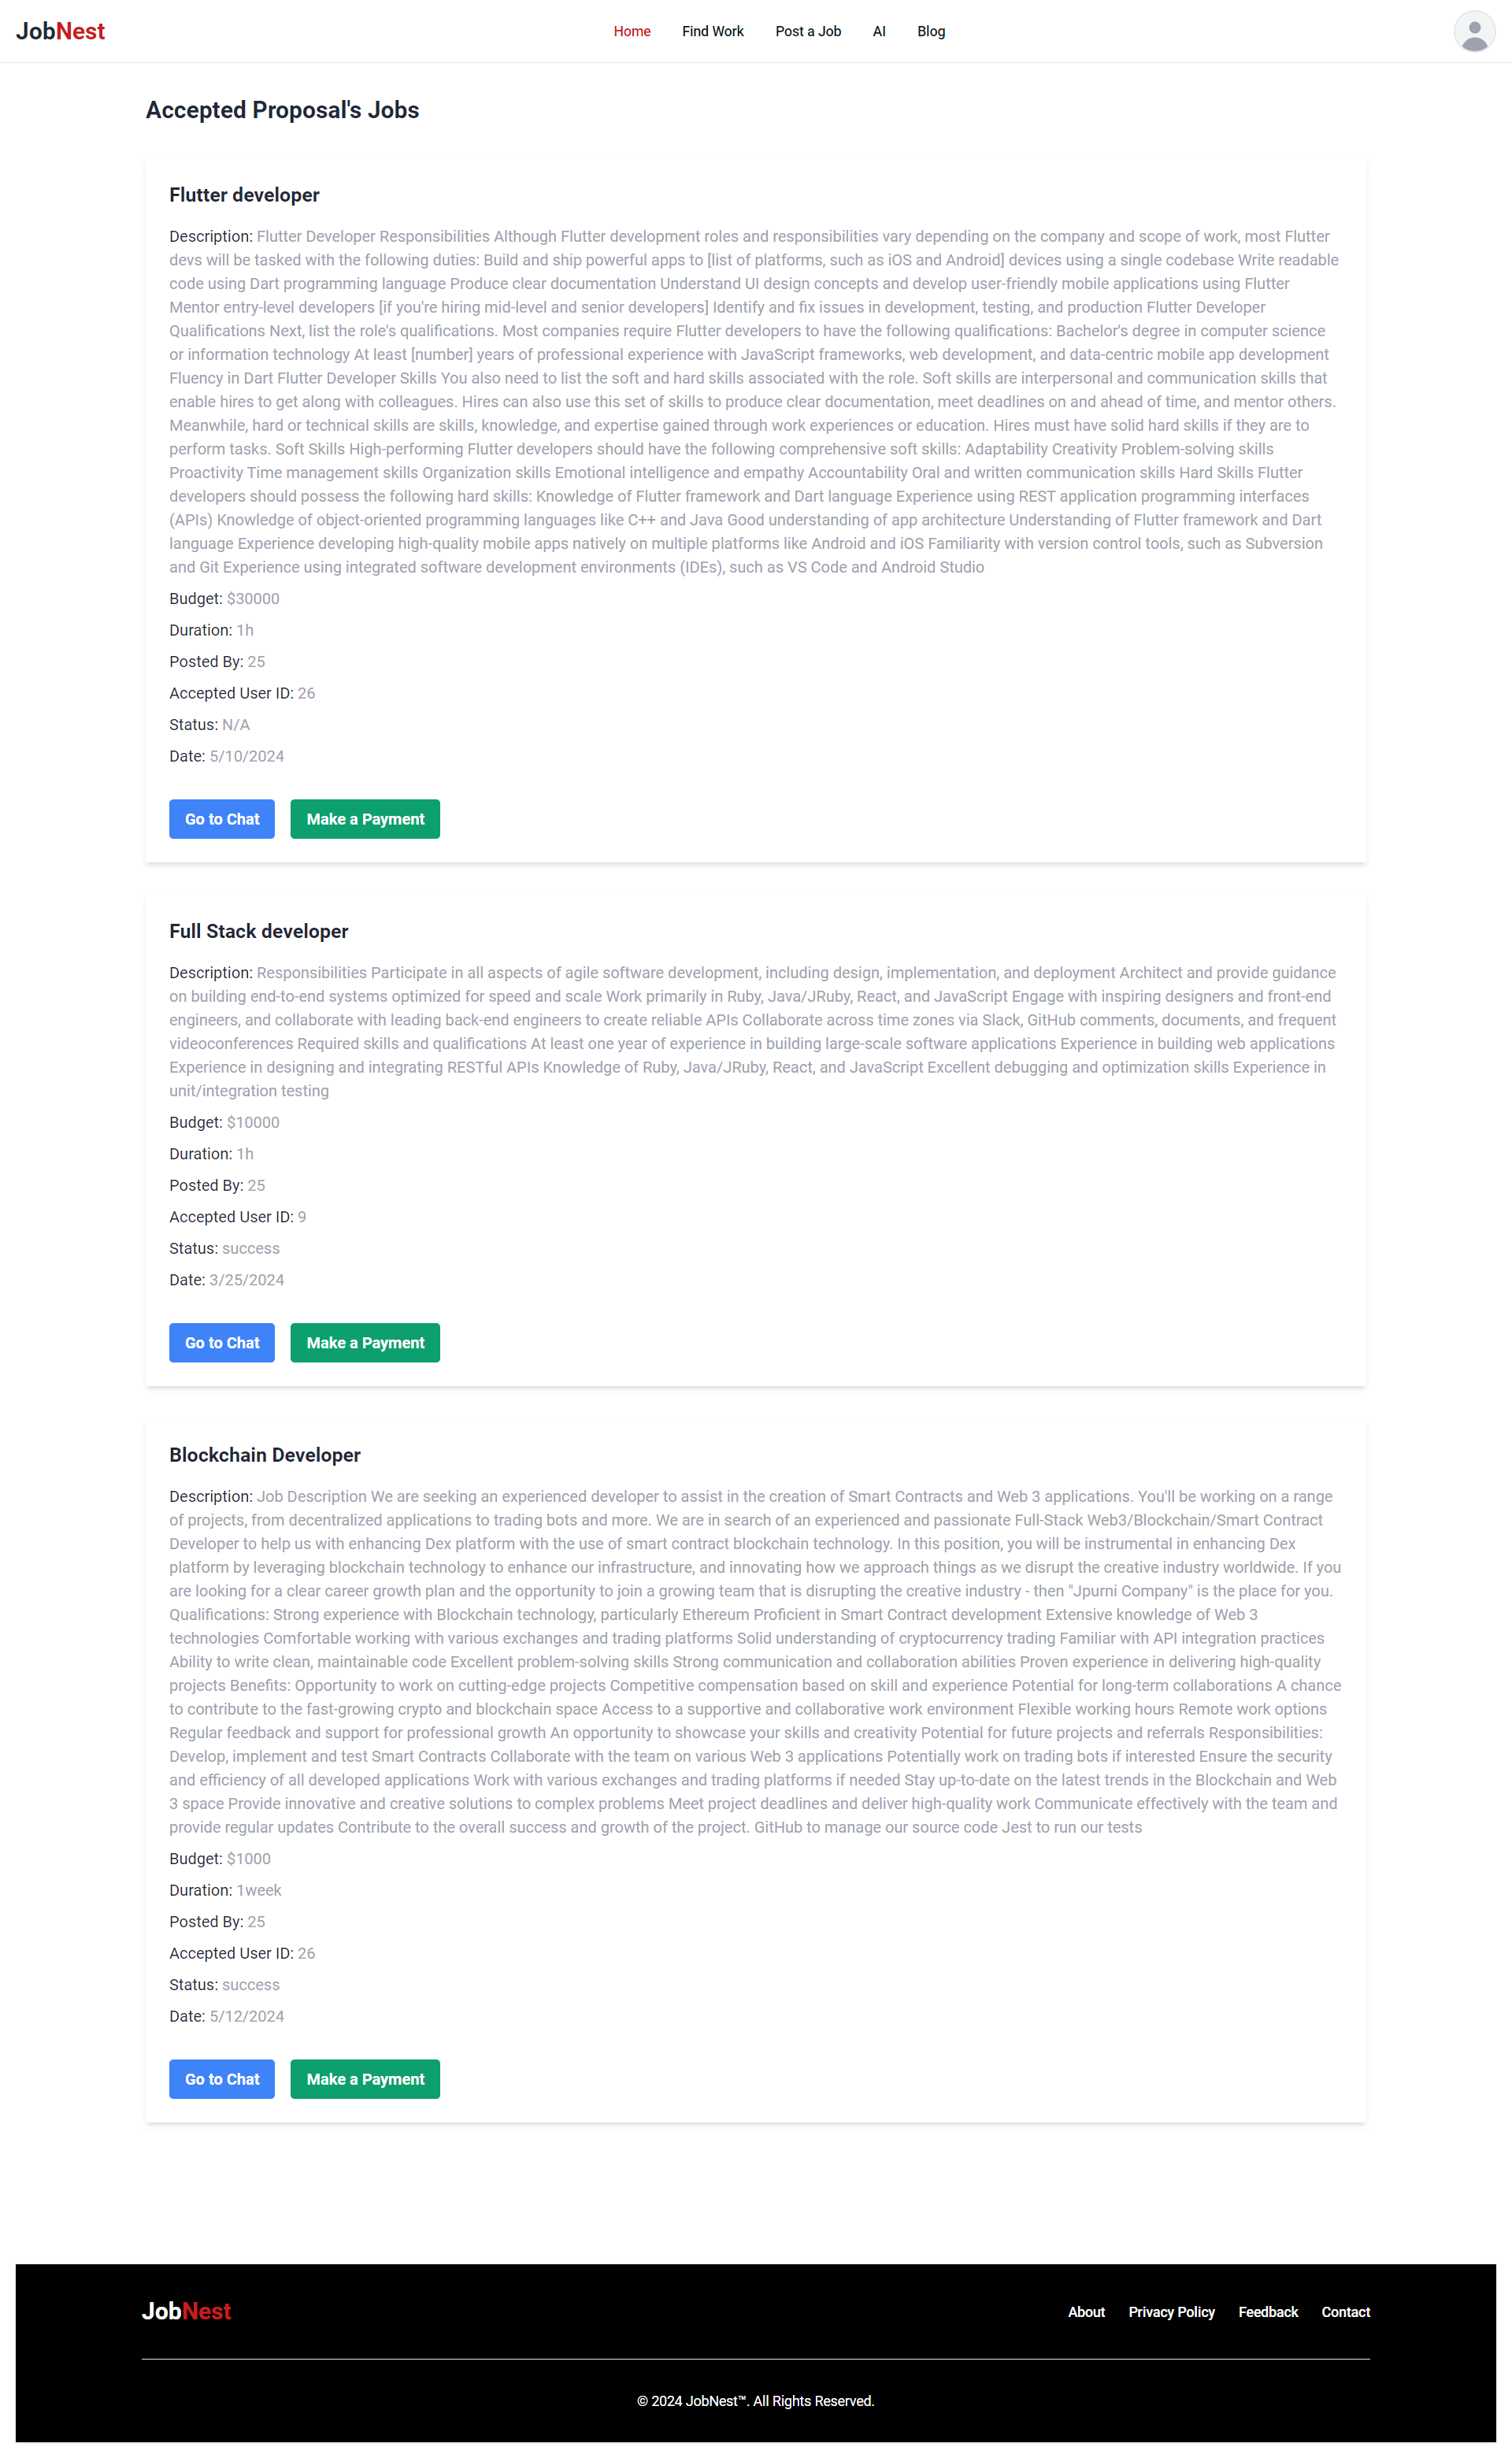 JobNest
Home Find Work Post a Job AI Blog
Accepted Proposal's Jobs
Flutter developer
Description: Flutter Developer Responsibilities Although Flutter development roles and responsibilities vary depending on the company and scope of work, most Flutter
devs will be tasked with the following duties: Build and ship powerful apps to [list of platforms, such as iOS and Android] devices using a single codebase Write readable
code using Dart programming language Produce clear documentation Understand UI design concepts and develop user-friendly mobile applications using Flutter
Mentor entry-level developers [if you're hiring mid-level and senior developers] Identify and fix issues in development, testing, and production Flutter Developer
Qualifications Next, list the role's qualifications. Most companies require Flutter developers to have the following qualifications: Bachelor's degree in computer science
or information technology At least [number] years of professional experience with JavaScript frameworks, web development, and data-centric mobile app development
Fluency in Dart Flutter Developer Skills You also need to list the soft and hard skills associated with the role. Soft skills are interpersonal and communication skills that
enable hires to get along with colleagues. Hires can also use this set of skills to produce clear documentation, meet deadlines on and ahead of time, and mentor others.
Meanwhile, hard or technical skills are skills, knowledge, and expertise gained through work experiences or education. Hires must have solid hard skills if they are to
perform tasks. Soft Skills High-performing Flutter developers should have the following comprehensive soft skills: Adaptability Creativity Problem-solving skills
Proactivity Time management skills Organization skills Emotional intelligence and empathy Accountability Oral and written communication skills Hard Skills Flutter
developers should possess the following hard skills: Knowledge of Flutter framework and Dart language Experience using REST application programming interfaces
(APIs) Knowledge of object-oriented programming languages like C++ and Java Good understanding of app architecture Understanding of Flutter framework and Dart
language Experience developing high-quality mobile apps natively on multiple platforms like Android and iOS Familiarity with version control tools, such as Subversion
and Git Experience using integrated software development environments (IDEs), such as VS Code and Android Studio
Budget: $30000
Duration: 1h
Posted By: 25
Accepted User ID: 26
Status: N/A
Date: 5/10/2024
Go to Chat Make a Payment
Full Stack developer
Description: Responsibilities Participate in all aspects of agile software development, including design, implementation, and deployment Architect and provide guidance
on building end-to-end systems optimized for speed and scale Work primarily in Ruby, Java/JRuby, React, and JavaScript Engage with inspiring designers and front-end
engineers, and collaborate with leading back-end engineers to create reliable APIs Collaborate across time zones via Slack, GitHub comments, documents, and frequent
videoconferences Required skills and qualifications At least one year of experience in building large-scale software applications Experience in building web applications
Experience in designing and integrating RESTful APIs Knowledge of Ruby, Java/JRuby, React, and JavaScript Excellent debugging and optimization skills Experience in
unit/integration testing
Budget: $10000
Duration: 1h
Posted By: 25
Accepted User ID: 9
Status: success
Date: 3/25/2024
Go to Chat Make a Payment
Blockchain Developer
Description: Job Description We are seeking an experienced developer to assist in the creation of Smart Contracts and Web 3 applications. You'll be working on a range
of projects, from decentralized applications to trading bots and more. We are in search of an experienced and passionate Full-Stack Web3/Blockchain/Smart Contract
Developer to help us with enhancing Dex platform with the use of smart contract blockchain technology. In this position, you will be instrumental in enhancing Dex
platform by leveraging blockchain technology to enhance our infrastructure, and innovating how we approach things as we disrupt the creative industry worldwide. If you
are looking for a clear career growth plan and the opportunity to join a growing team that is disrupting the creative industry - then "Jpurni Company" is the place for you.
Qualifications: Strong experience with Blockchain technology, particularly Ethereum Proficient in Smart Contract development Extensive knowledge of Web 3
technologies Comfortable working with various exchanges and trading platforms Solid understanding of cryptocurrency trading Familiar with API integration practices
Ability to write clean, maintainable code Excellent problem-solving skills Strong communication and collaboration abilities Proven experience in delivering high-quality
projects Benefits: Opportunity to work on cutting-edge projects Competitive compensation based on skill and experience Potential for long-term collaborations A chance
to contribute to the fast-growing crypto and blockchain space Access to a supportive and collaborative work environment Flexible working hours Remote work options
Regular feedback and support for professional growth An opportunity to showcase your skills and creativity Potential for future projects and referrals Responsibilities:
Develop, implement and test Smart Contracts Collaborate with the team on various Web 3 applications Potentially work on trading bots if interested Ensure the security
and efficiency of all developed applications Work with various exchanges and trading platforms if needed Stay up-to-date on the latest trends in the Blockchain and Web
3 space Provide innovative and creative solutions to complex problems Meet project deadlines and deliver high-quality work Communicate effectively with the team and
provide regular updates Contribute to the overall success and growth of the project. GitHub to manage our source code Jest to run our tests
Budget: $1000
Duration: 1week
Posted By: 25
Accepted User ID: 26
Status: success
Date: 5/12/2024
Go to Chat Make a Payment
JobNest
About Privacy Policy Feedback Contact
© 2024 JobNest™. All Rights Reserved.